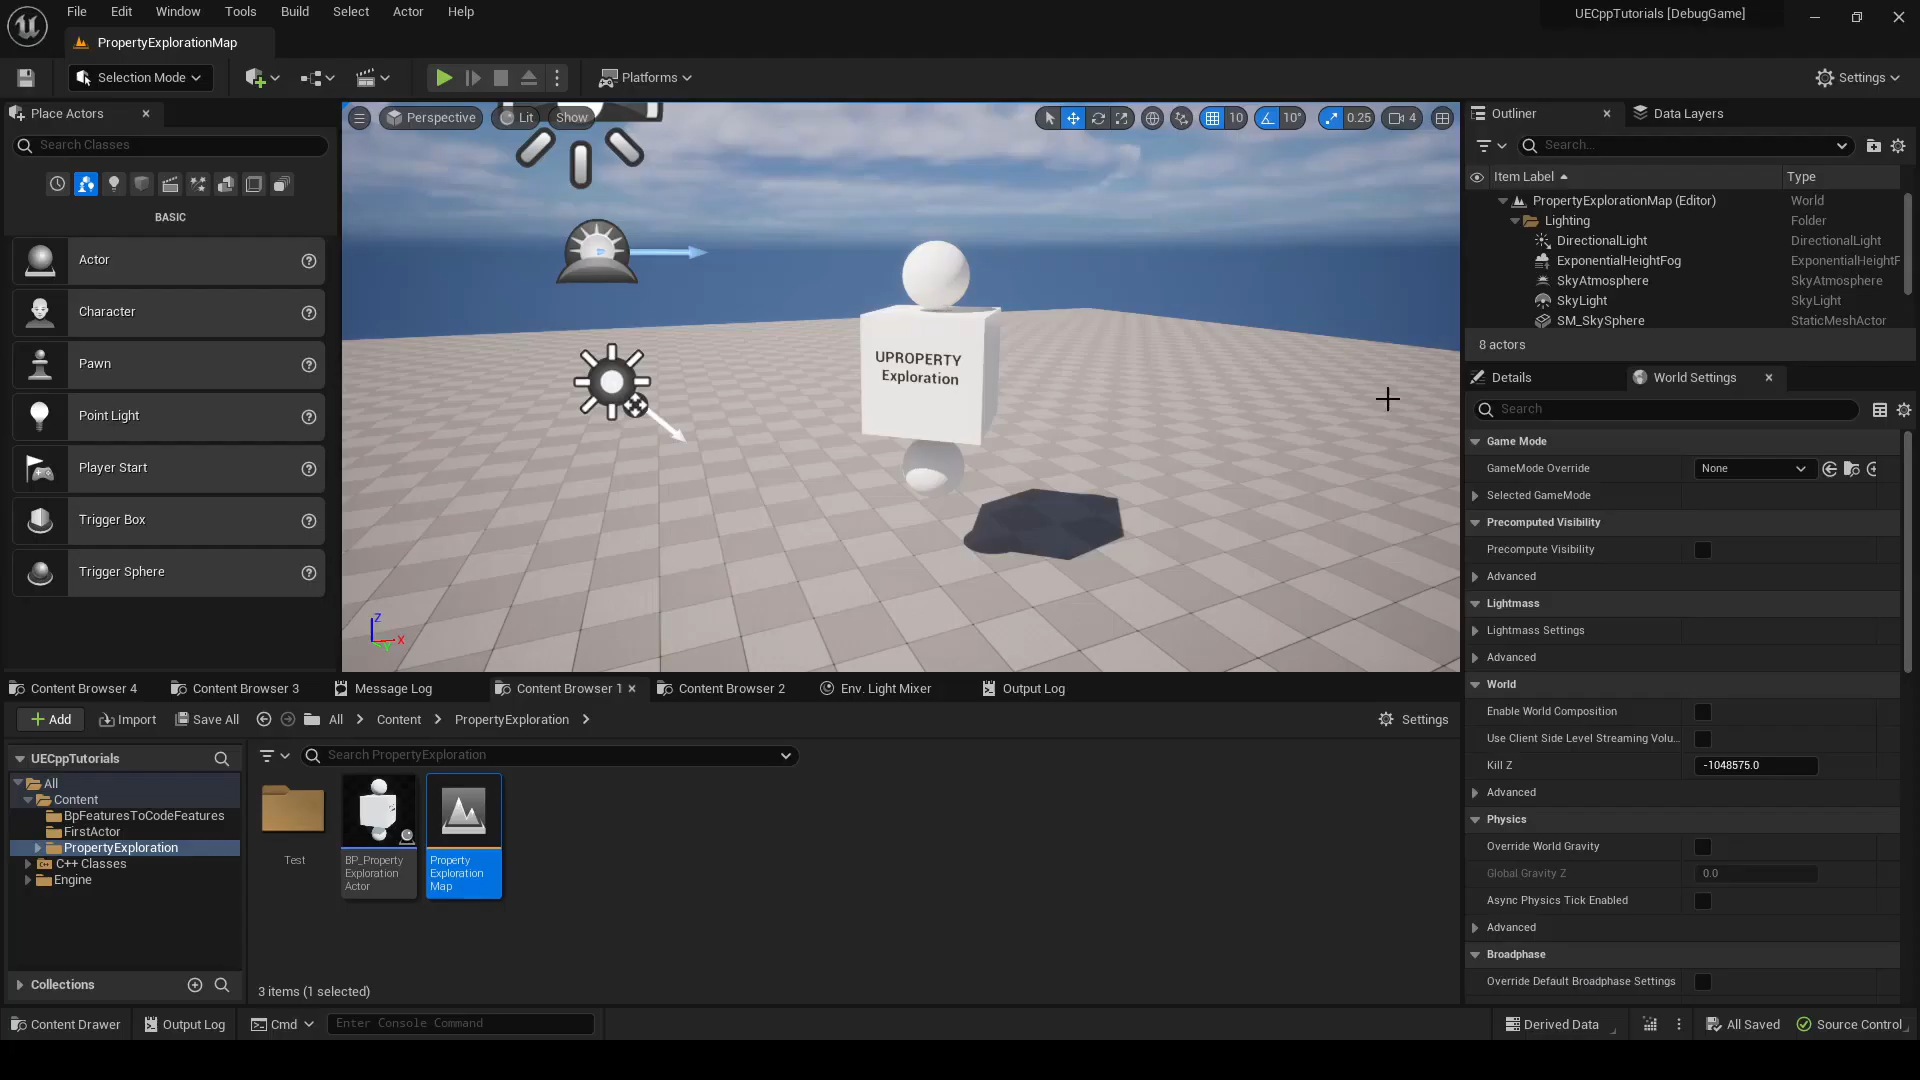 File Edit Window Tools Build Select Actor Help
UECppTutorials [DebugGame]
PropertyExplorationMap
Selection Mode
Platforms
Settings
Place Actors
Search Classes
BASIC
Actor
Character
Pawn
Point Light
Player Start
Trigger Box
Trigger Sphere
Perspective Lit Show
10 10° 0.25 4
UPROPERTY
Exploration
Z
X
Y
Outliner
Data Layers
Search...
Item Label Type
PropertyExplorationMap (Editor) World
Lighting Folder
DirectionalLight DirectionalLight
ExponentialHeightFog ExponentialHeightF
SkyAtmosphere SkyAtmosphere
SkyLight SkyLight
SM_SkySphere StaticMeshActor
8 actors
Details
World Settings
Search
Game Mode
GameMode Override None
Selected GameMode
Precomputed Visibility
Precompute Visibility
Advanced
Lightmass
Lightmass Settings
Advanced
World
Enable World Composition
Use Client Side Level Streaming Volu...
Kill Z -1048575.0
Advanced
Physics
Override World Gravity
Global Gravity Z 0.0
Async Physics Tick Enabled
Advanced
Broadphase
Override Default Broadphase Settings
Content Browser 4 Content Browser 3 Message Log Content Browser 1 Content Browser 2 Env. Light Mixer Output Log
Add Import Save All All Content PropertyExploration Settings
UECppTutorials
All
Content
BpFeaturesToCodeFeatures
FirstActor
PropertyExploration
C++ Classes
Engine
Collections
Search PropertyExploration
Test
BP_Property
Exploration
Actor
Property
Exploration
Map
3 items (1 selected)
Content Drawer Output Log Cmd Enter Console Command Derived Data All Saved Source Control